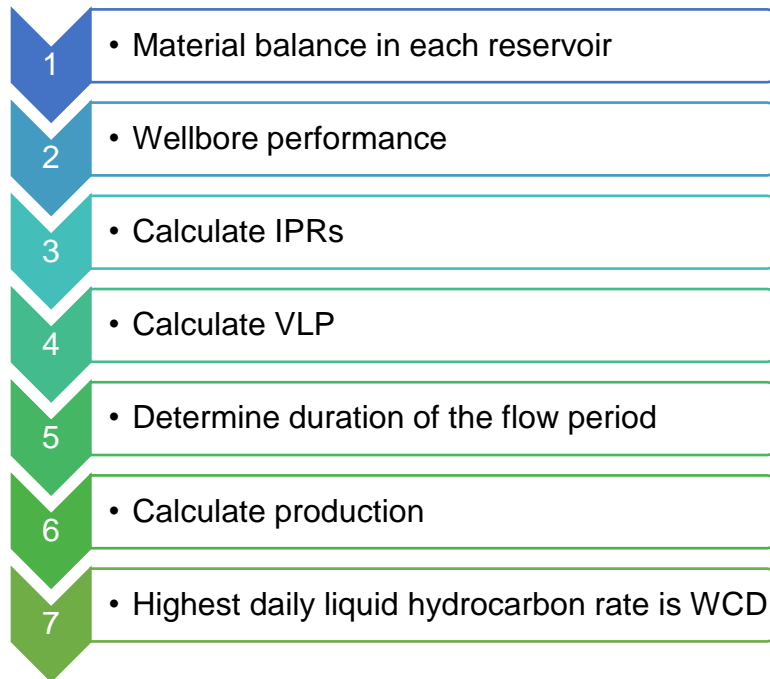 1 • Material balance in each reservoir
2 • Wellbore performance
3 • Calculate IPRs
4 • Calculate VLP
5 • Determine duration of the flow period
6 • Calculate production
7 • Highest daily liquid hydrocarbon rate is WCD